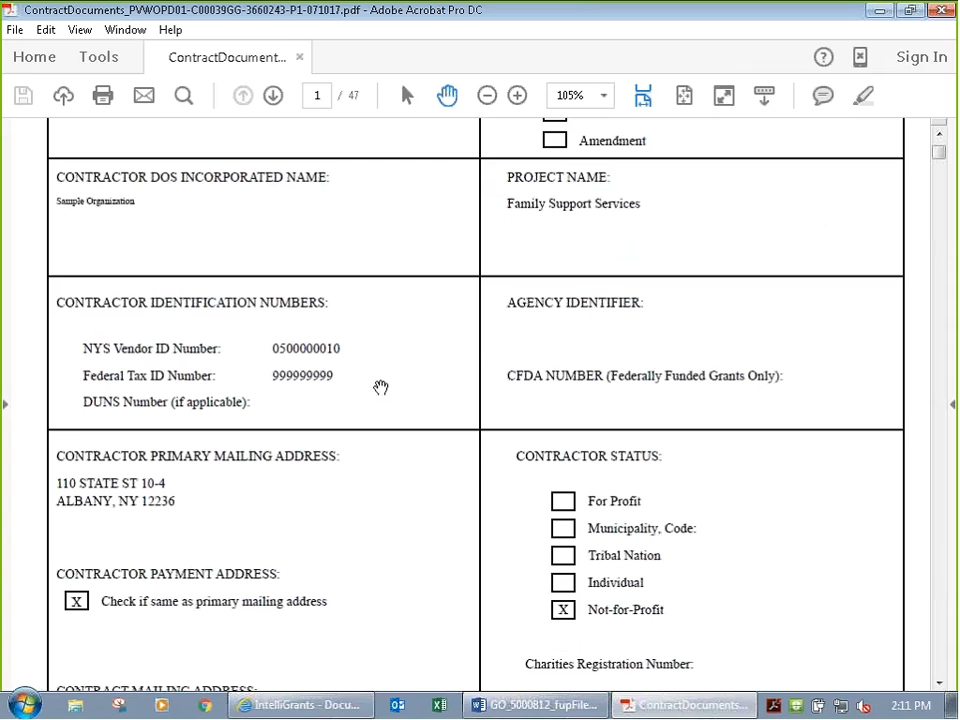 ContractDocuments_PVWOPD01-C00039GG-3660243-P1-071017.pdf - Adobe Acrobat Pro DC
File Edit View Window Help
Home Tools ContractDocument... × ? Sign In
1 / 47 105%
Amendment
CONTRACTOR DOS INCORPORATED NAME:
Sample Organization
PROJECT NAME:
Family Support Services
CONTRACTOR IDENTIFICATION NUMBERS:
NYS Vendor ID Number: 0500000010
Federal Tax ID Number: 999999999
DUNS Number (if applicable):
AGENCY IDENTIFIER:
CFDA NUMBER (Federally Funded Grants Only):
CONTRACTOR PRIMARY MAILING ADDRESS:
110 STATE ST 10-4
ALBANY, NY 12236
CONTRACTOR PAYMENT ADDRESS:
X Check if same as primary mailing address
CONTRACT MAILING ADDRESS:
CONTRACTOR STATUS:
For Profit
Municipality, Code:
Tribal Nation
Individual
X Not-for-Profit
Charities Registration Number:
IntelliGrants - Docu... GO_5000812_fupFile... ContractDocuments... 2:11 PM